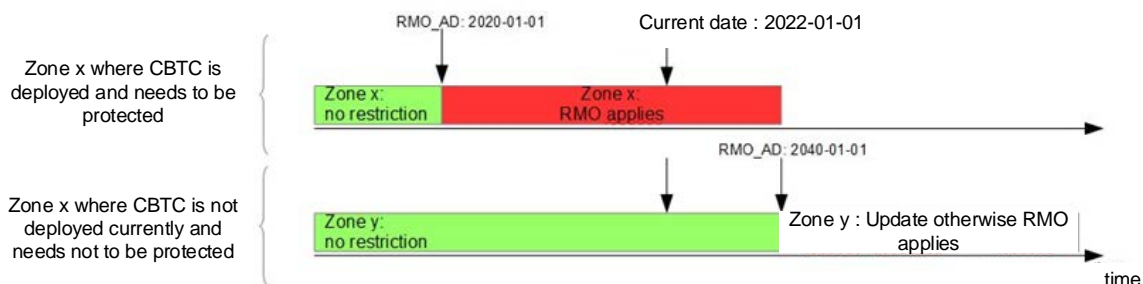 RMO_AD: 2020-01-01
Current date : 2022-01-01
Zone x where CBTC is
deployed and needs to be
protected
Zone x:
no restriction
Zone x:
RMO applies
RMO_AD: 2040-01-01
Zone x where CBTC is not
deployed currently and
needs not to be protected
Zone y:
no restriction
Zone y : Update otherwise RMO
applies
time